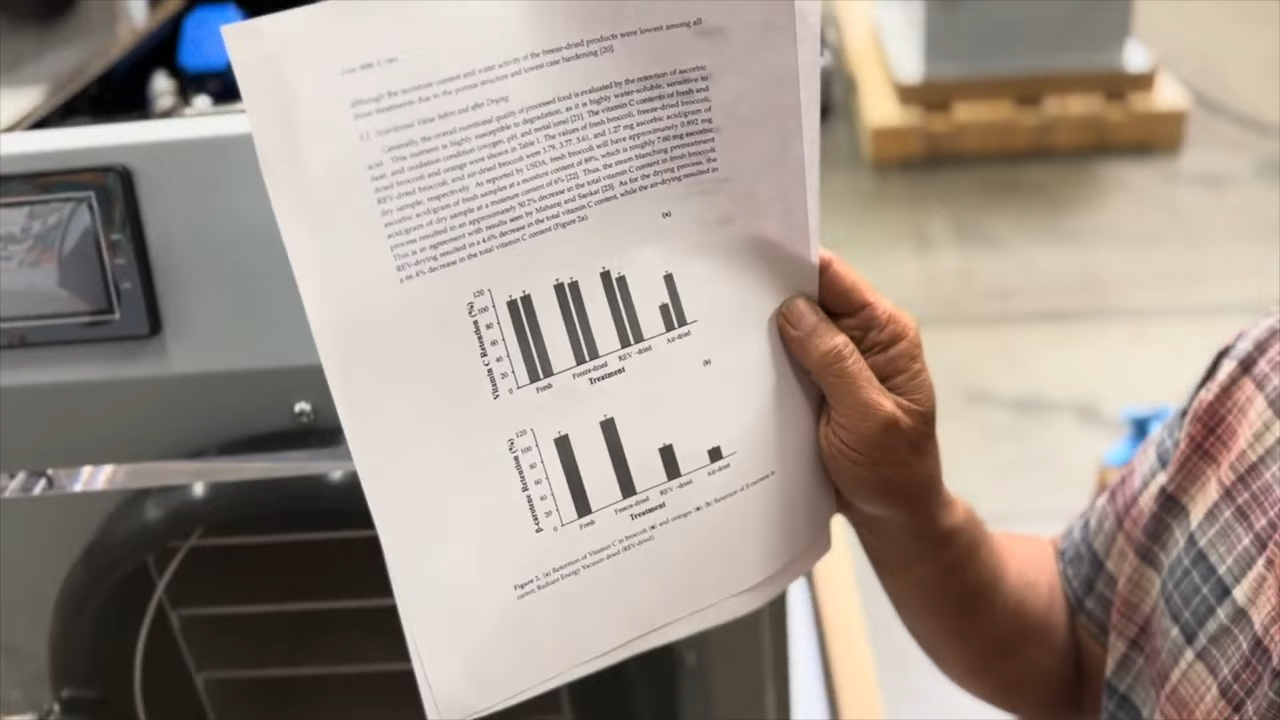 although the moisture content and water activity of the freeze-dried products were lowest among all
these treatments due to the porous structure and lowest case hardening [20].
3.2. Nutritional Value before and after Drying
Generally, the overall nutritional quality of processed food is evaluated by the retention of ascorbic
acid. This nutrient is highly susceptible to degradation, as it is highly water-soluble, sensitive to
heat, and oxidation condition (oxygen, pH, and metal ions) [21]. The vitamin C contents of fresh and
dried broccoli and orange were shown in Table 1. The values of fresh broccoli, freeze-dried broccoli,
REV-dried broccoli, and air-dried broccoli were 3.79, 3.77, 3.61, and 1.27 mg ascorbic acid/gram of
dry sample, respectively. As reported by USDA, fresh broccoli will have approximately 0.892 mg
ascorbic acid/gram of fresh samples at a moisture content of 89%, which is roughly 7.60 mg ascorbic
acid/gram of dry sample at a moisture content of 6% [22]. Thus, the steam blanching pretreatment
process resulted in an approximately 50.2% decrease in the total vitamin C content in fresh broccoli.
This is in agreement with results seen by Maharaj and Sankat [23]. As for the drying process, the
REV-drying resulted in a 4.6% decrease in the total vitamin C content, while the air-drying resulted in
a 66.4% decrease in the total vitamin C content (Figure 2a).
(a)
Vitamin C Retention (%)
120
100
80
60
40
20
0
Fresh Freeze-dried REV-dried Air-dried
Treatment
(b)
β-carotene Retention (%)
120
100
80
60
40
20
0
Fresh Freeze-dried REV-dried Air-dried
Treatment
Figure 2. (a) Retention of Vitamin C in broccoli (■) and oranges (■); (b) Retention of β-carotene in
carrot, Radiant Energy Vacuum dried (REV-dried).